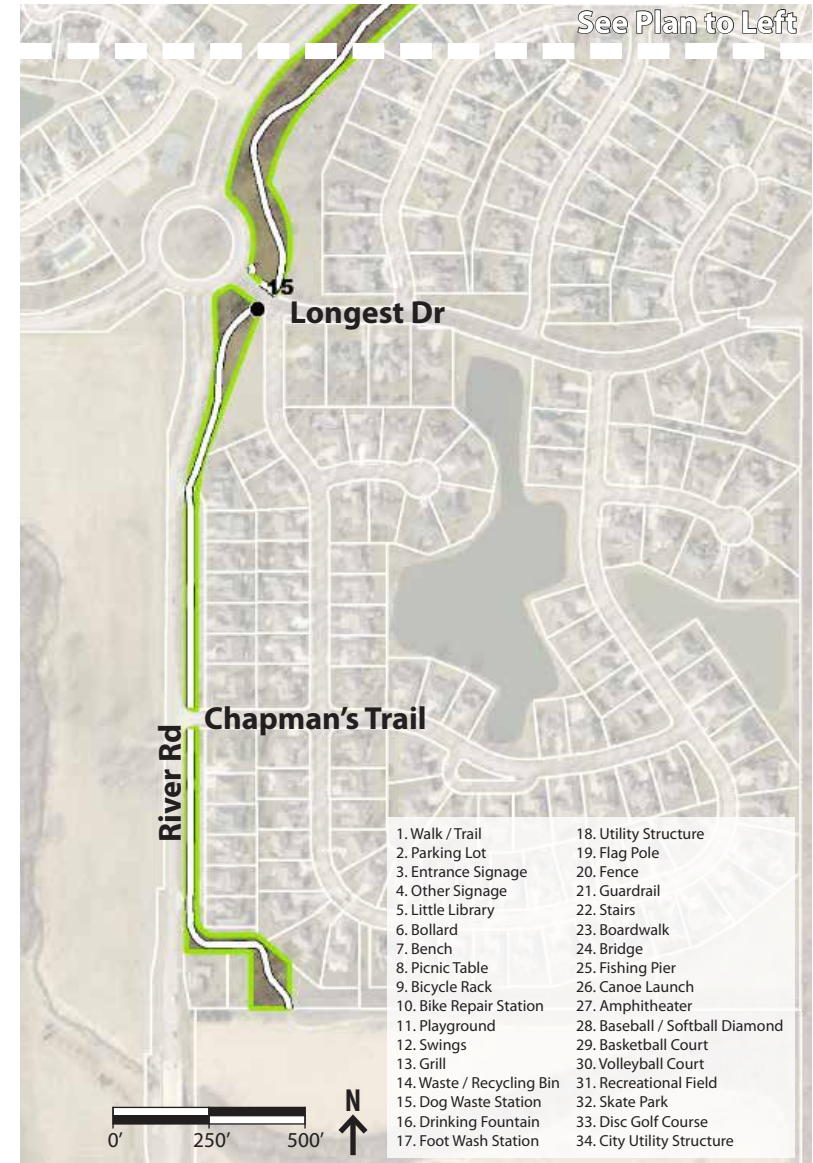 See Plan to Left
15
Longest Dr
Chapman's Trail
River Rd
1. Walk / Trail
2. Parking Lot
3. Entrance Signage
4. Other Signage
5. Little Library
6. Bollard
7. Bench
8. Picnic Table
9. Bicycle Rack
10. Bike Repair Station
11. Playground
12. Swings
13. Grill
14. Waste / Recycling Bin
15. Dog Waste Station
16. Drinking Fountain
17. Foot Wash Station
18. Utility Structure
19. Flag Pole
20. Fence
21. Guardrail
22. Stairs
23. Boardwalk
24. Bridge
25. Fishing Pier
26. Canoe Launch
27. Amphitheater
28. Baseball / Softball Diamond
29. Basketball Court
30. Volleyball Court
31. Recreational Field
32. Skate Park
33. Disc Golf Course
34. City Utility Structure
0' 250' 500'
N